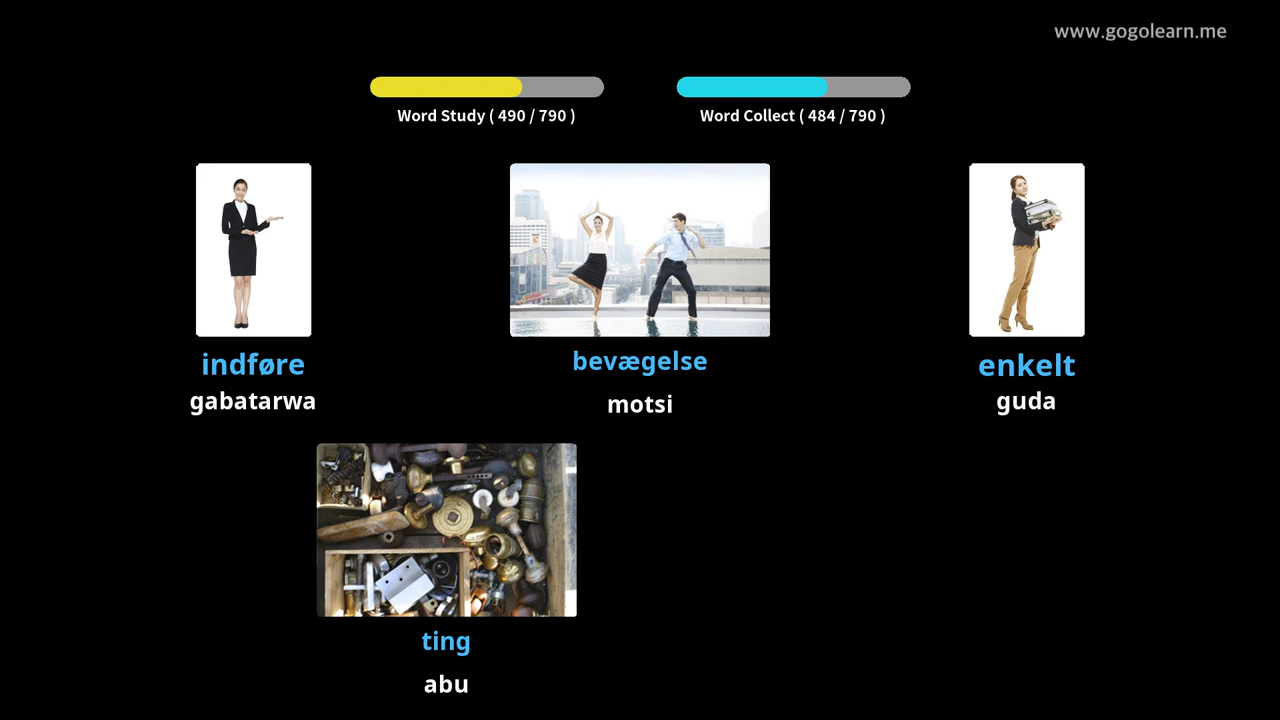 www.gogolearn.me
Word Study ( 490 / 790 )
Word Collect ( 484 / 790 )
indføre
gabatarwa
bevægelse
motsi
enkelt
guda
ting
abu